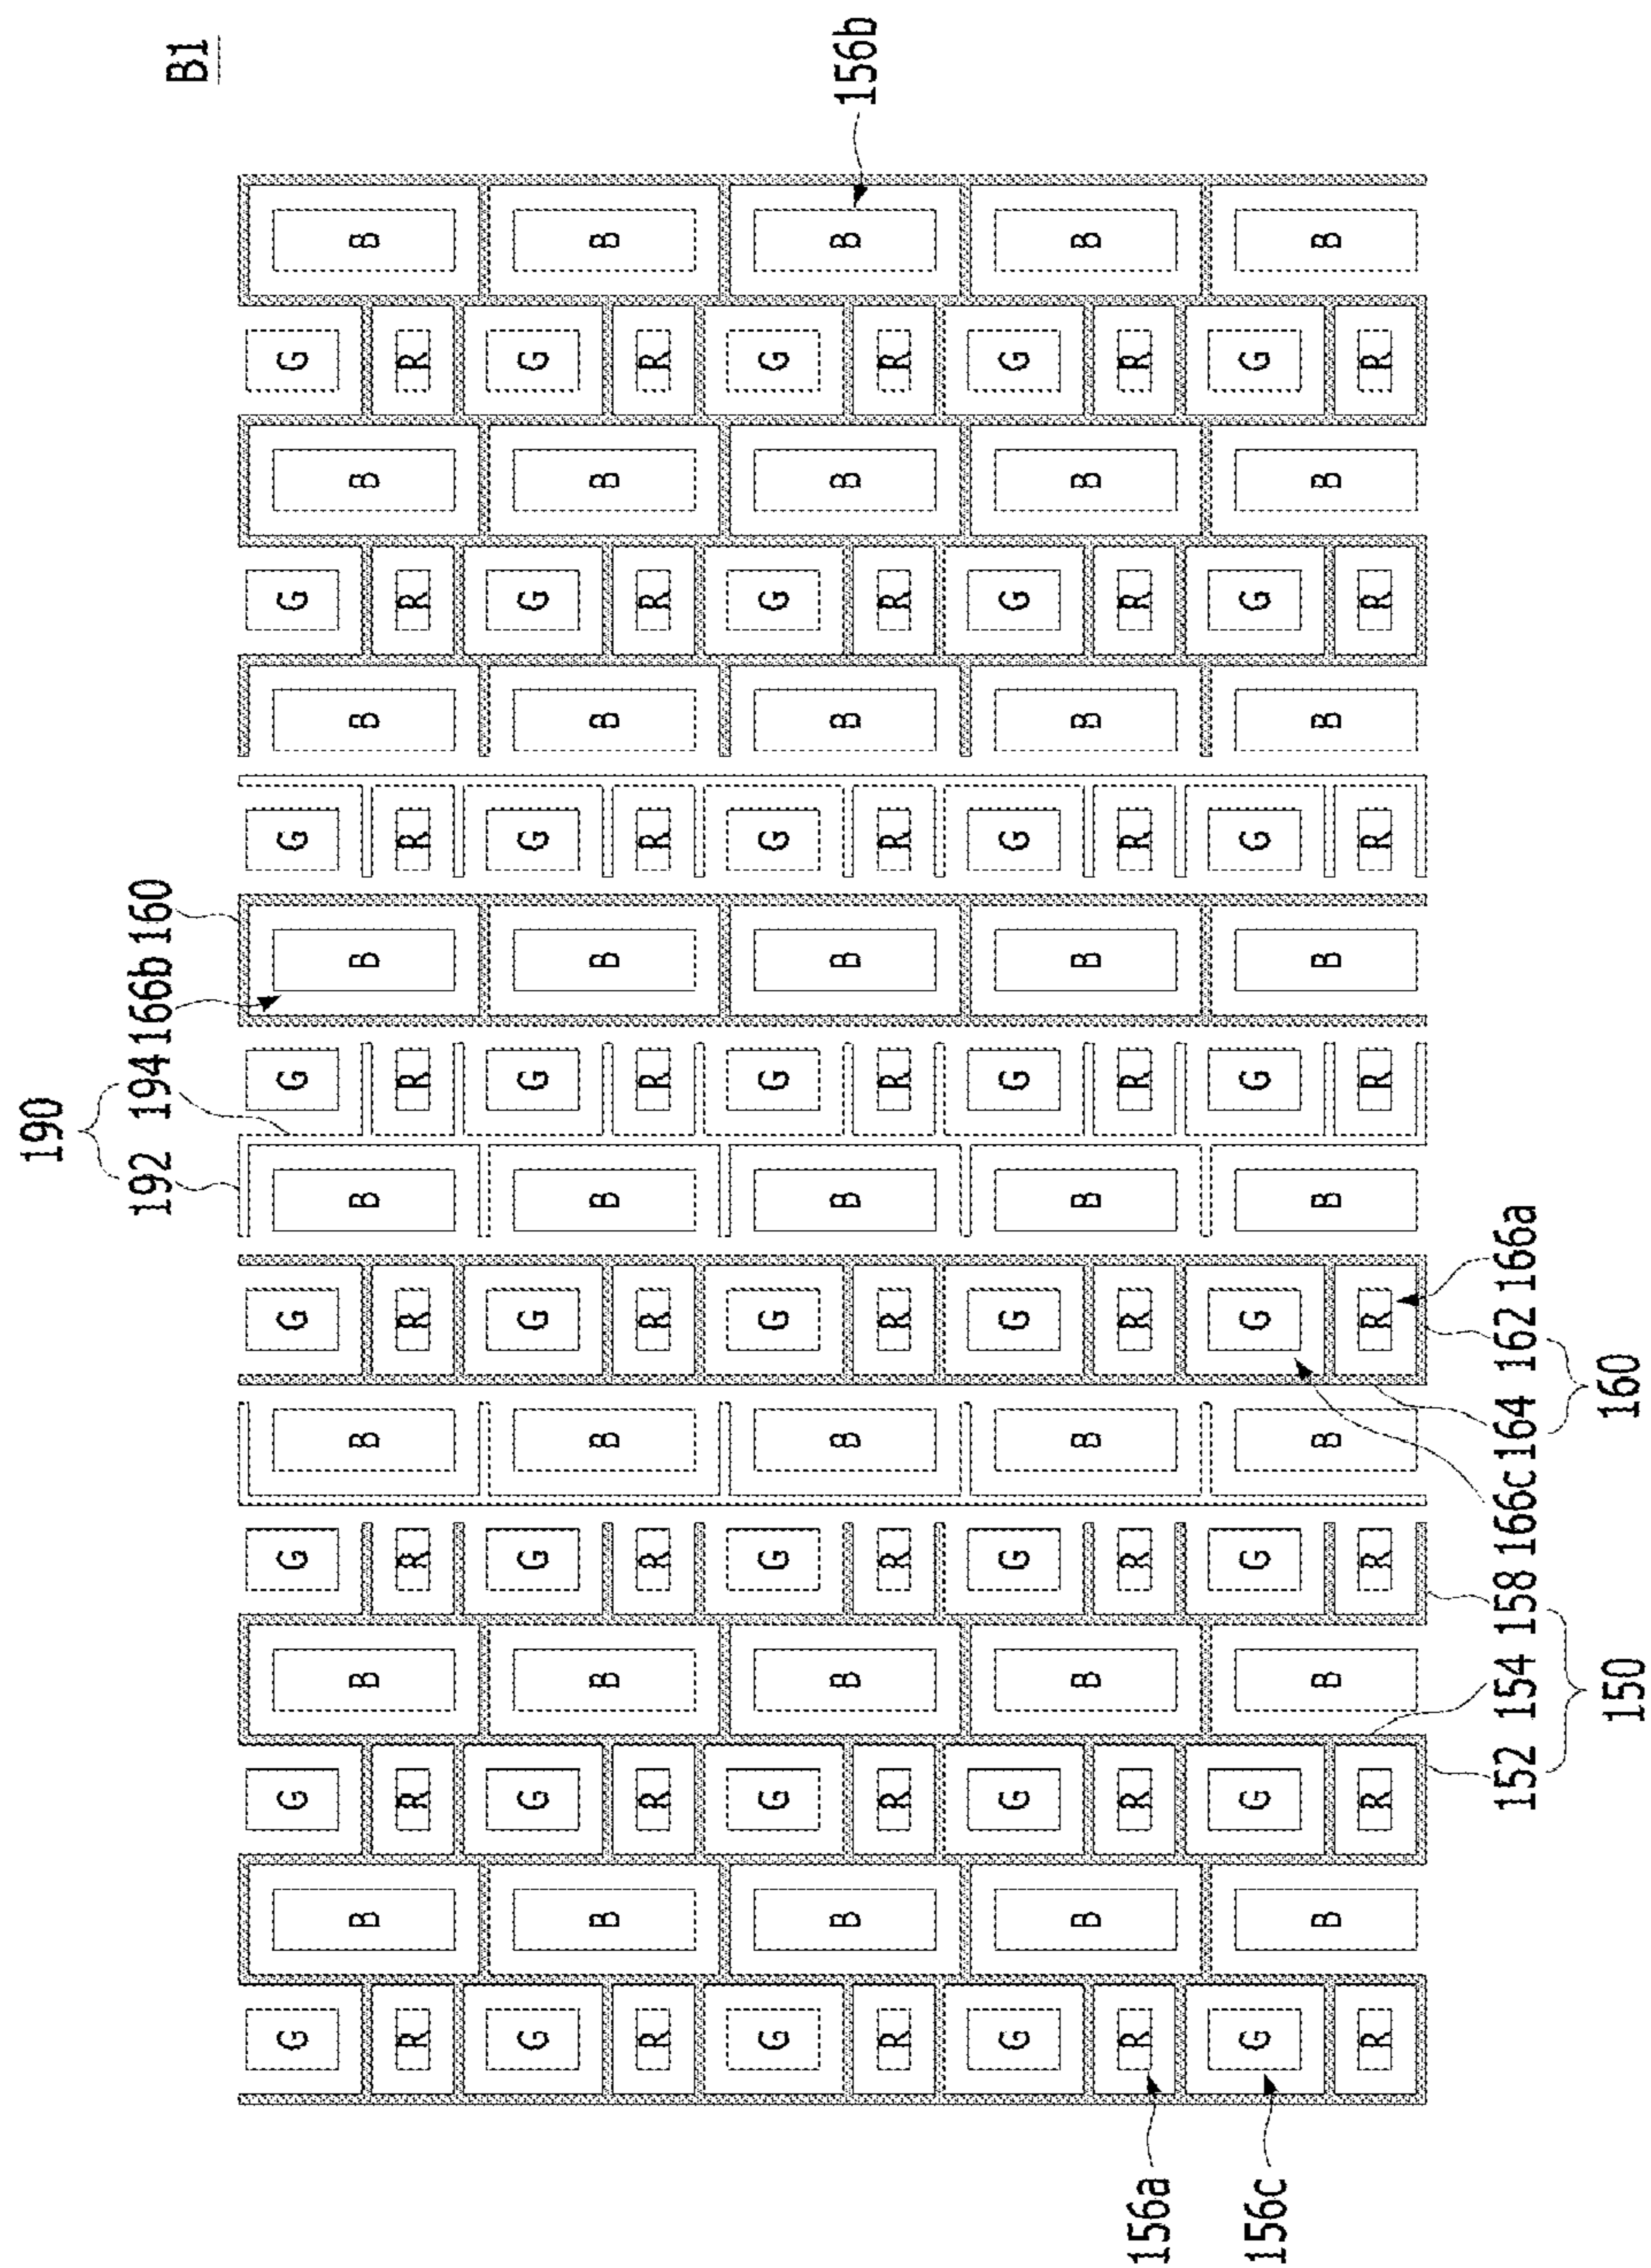 190
192 194 166b 160
B1
G G G G G G G G
B B B B B B B B
R R R R R R R R
G G G G G G G G
B B B B B B B B
R R R R R R R R
G G G G G G G G
B B B B B B B B 156b
R R R R R R R R
G G G G G G G G
B B B B B B B B
156a R R R R R R R R
156c G G G G G G G G
B B B B B B B B
R R R R R R R R
152 154 158 166c 164 162 166a
150 160